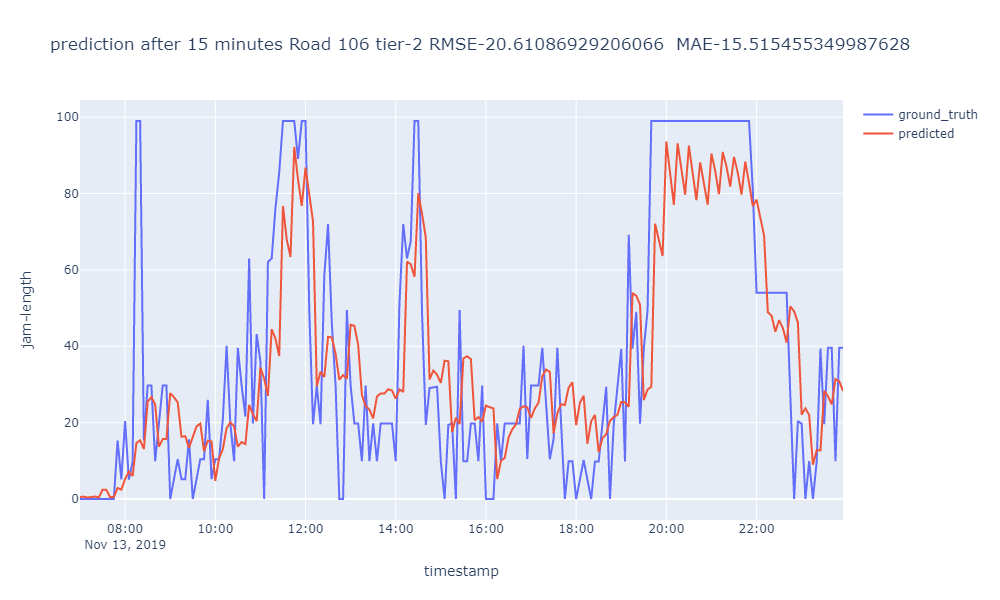 prediction after 15 minutes Road 106 tier-2 RMSE-20.61086929206066  MAE-15.515455349987628
ground_truth
predicted
100
80
60
40
20
0
jam-length
08:00 10:00 12:00 14:00 16:00 18:00 20:00 22:00
Nov 13, 2019
timestamp